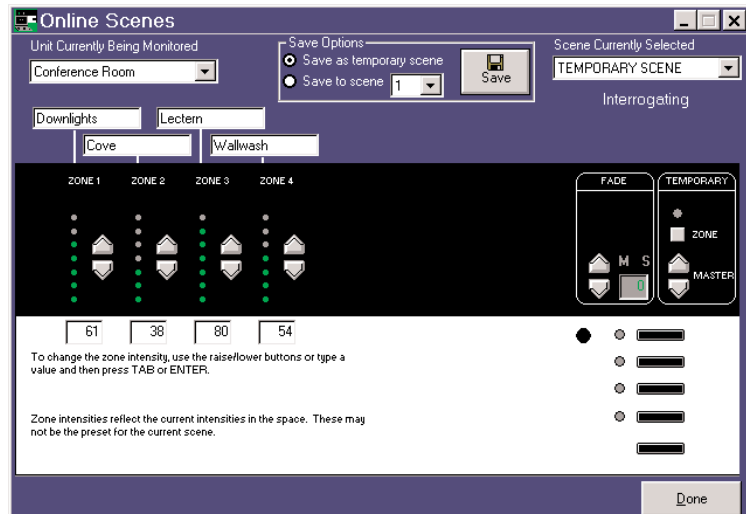 Online Scenes
Unit Currently Being Monitored
Conference Room
Save Options
Save as temporary scene
Save to scene 1
Save
Scene Currently Selected
TEMPORARY SCENE
Interrogating
Downlights Lectern
Cove Wallwash
ZONE 1 ZONE 2 ZONE 3 ZONE 4
FADE TEMPORARY
ZONE
M S
MASTER
0
61 38 80 54
To change the zone intensity, use the raise/lower buttons or type a
value and then press TAB or ENTER.
Zone intensities reflect the current intensities in the space. These may
not be the preset for the current scene.
Done